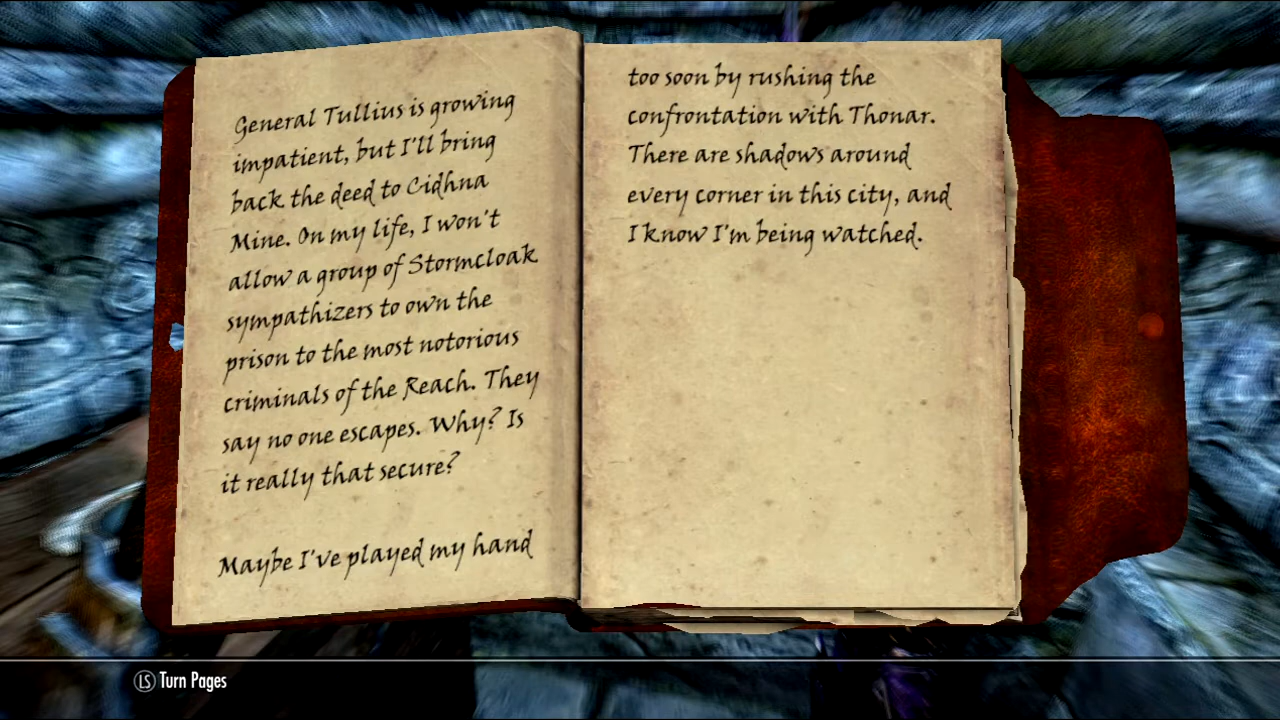 General Tullius is growing
impatient, but I'll bring
back the deed to Cidhna
Mine. On my life, I won't
allow a group of Stormcloak
sympathizers to own the
prison to the most notorious
criminals of the Reach. They
say no one escapes. Why? Is
it really that secure?
Maybe I've played my hand
too soon by rushing the
confrontation with Thonar.
There are shadows around
every corner in this city, and
I know I'm being watched.
LS Turn Pages